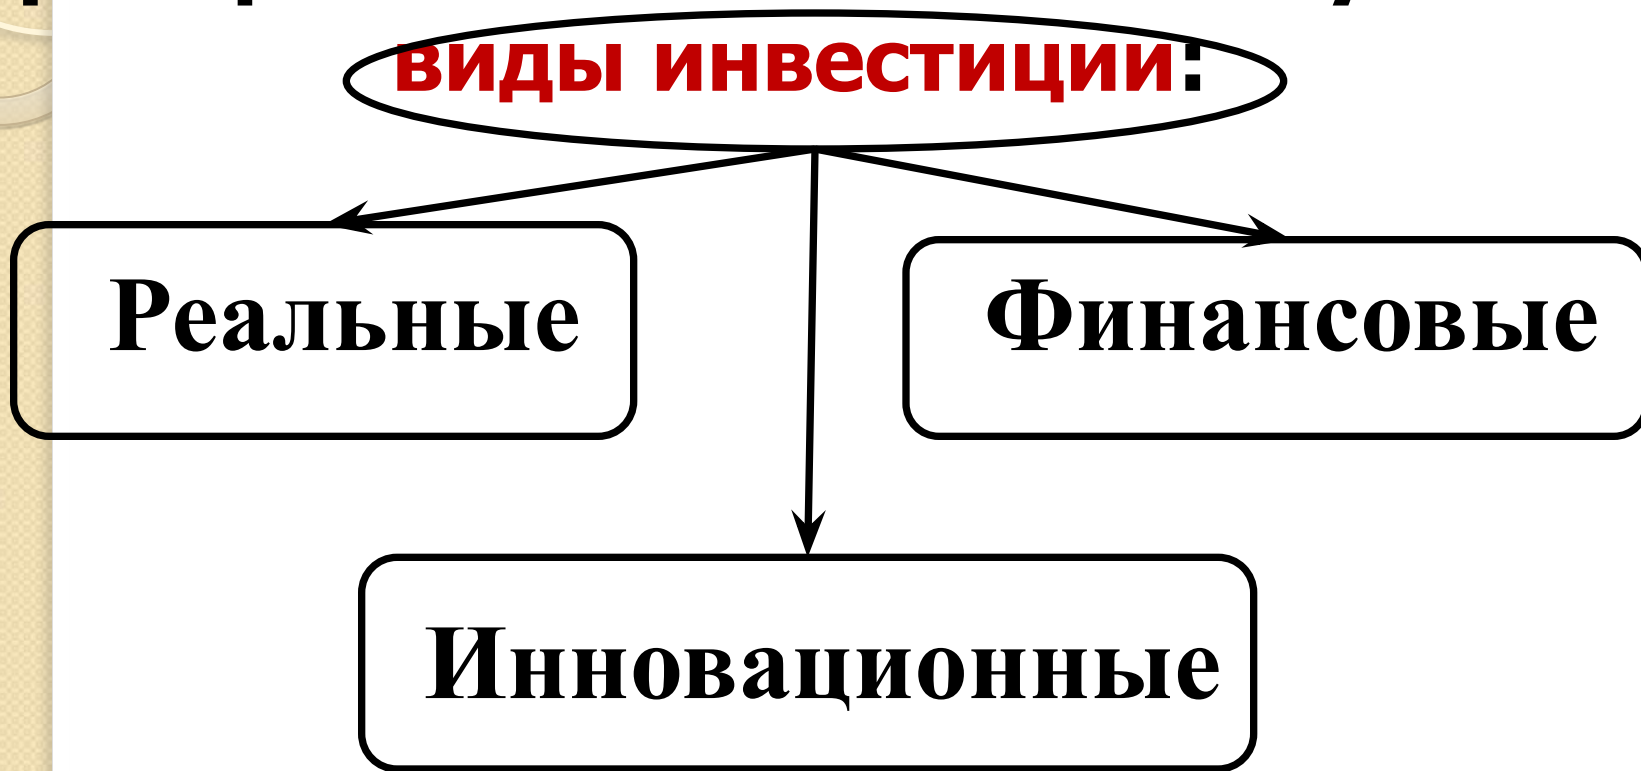 виды инвестиции:
Реальные
Финансовые
Инновационные